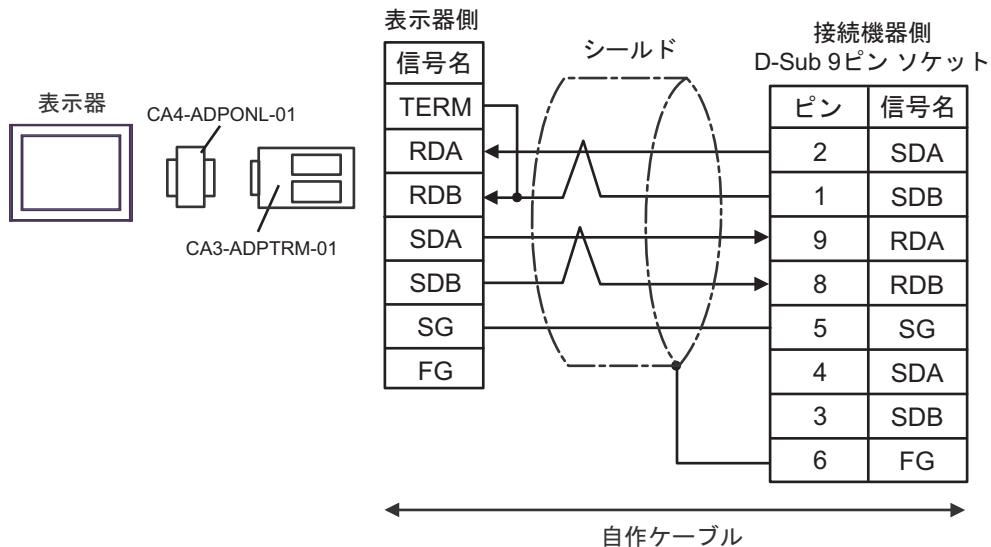 表示器
CA4-ADPONL-01
CA3-ADPTRM-01
表示器側
信号名
TERM
RDA
RDB
SDA
SDB
SG
FG
シールド
接続機器側
D-Sub 9ピン ソケット
ピン 信号名
2 SDA
1 SDB
9 RDA
8 RDB
5 SG
4 SDA
3 SDB
6 FG
自作ケーブル